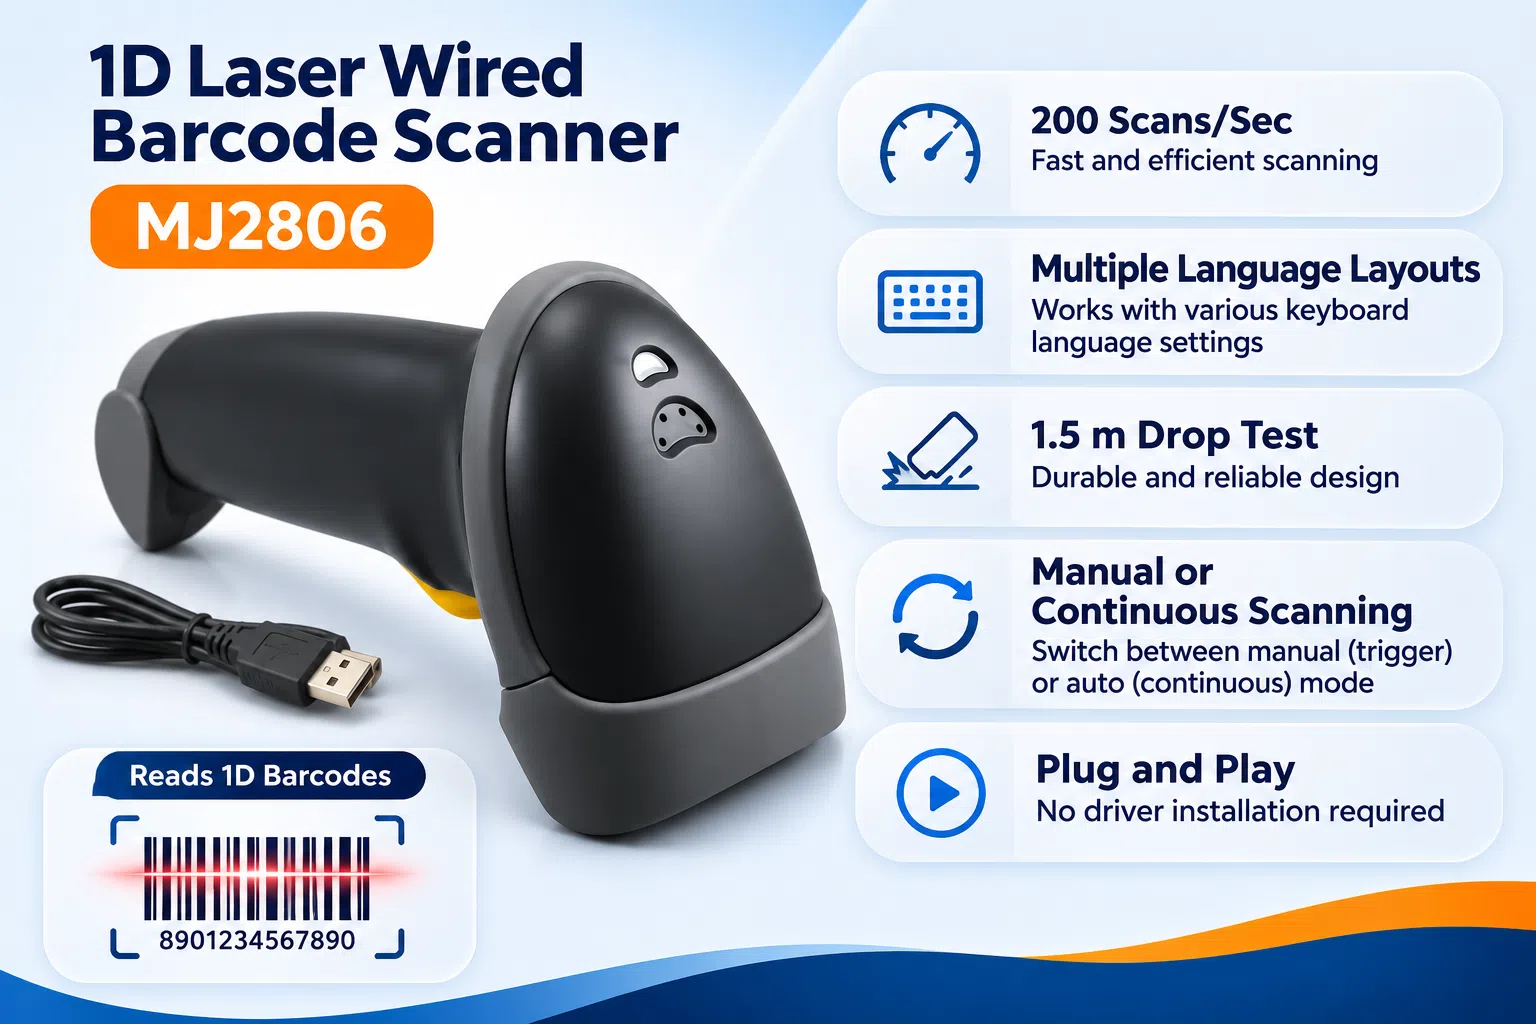 1D Laser Wired
Barcode Scanner
MJ2806
200 Scans/Sec
Fast and efficient scanning
Multiple Language Layouts
Works with various keyboard
language settings
1.5 m Drop Test
Durable and reliable design
Manual or
Continuous Scanning
Switch between manual (trigger)
or auto (continuous) mode
Plug and Play
No driver installation required
Reads 1D Barcodes
8901234567890